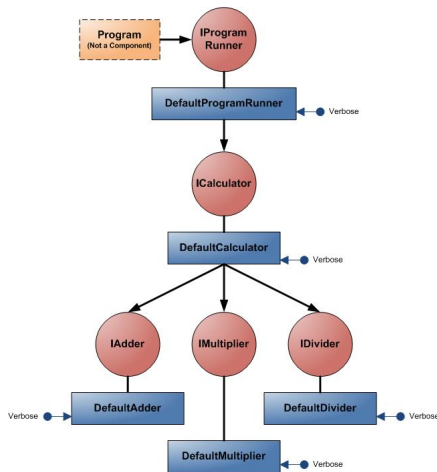 Program
(Not a Component)
IProgram
Runner
DefaultProgramRunner
Verbose
ICalculator
DefaultCalculator
Verbose
IAdder
IMultiplier
IDivider
DefaultAdder
Verbose
DefaultDivider
Verbose
DefaultMultiplier
Verbose